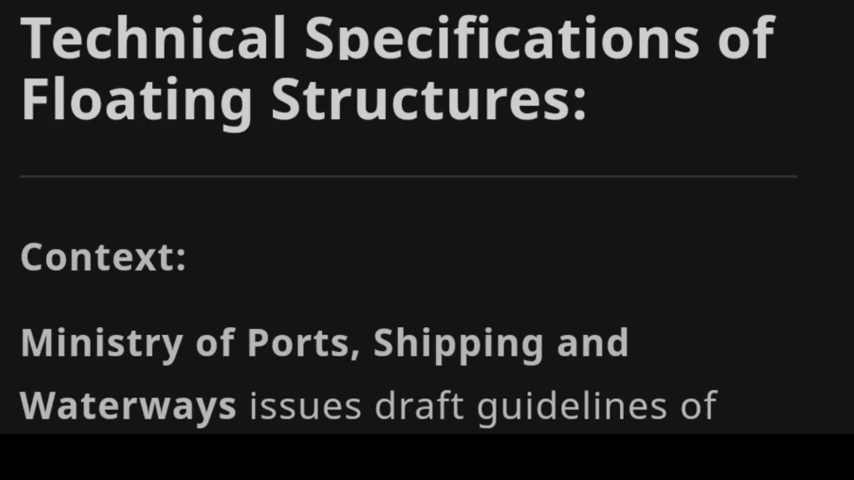 Technical Specifications of
Floating Structures:
Context:
Ministry of Ports, Shipping and
Waterways issues draft guidelines of